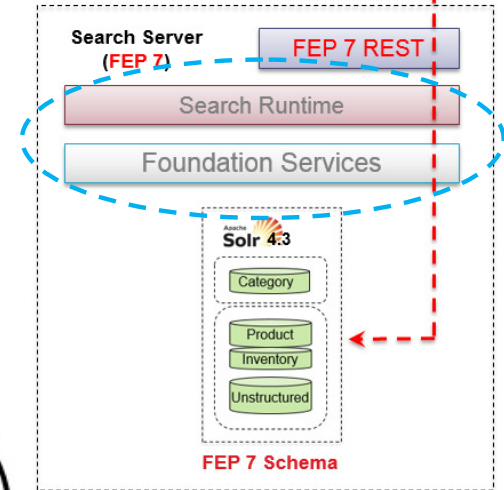 Search Server
(FEP 7)
FEP 7 REST
Search Runtime
Foundation Services
Apache
Solr 4.3
Category
Product
Inventory
Unstructured
FEP 7 Schema